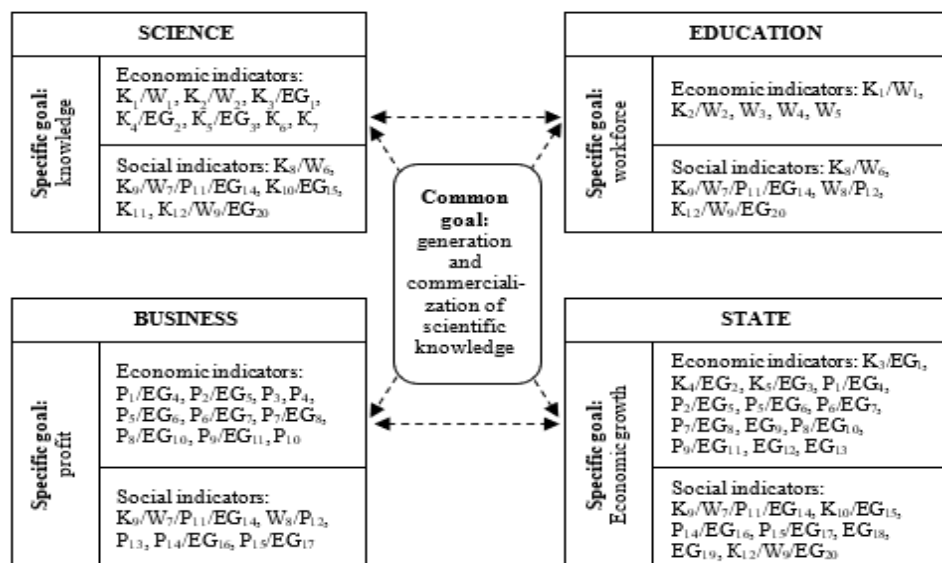 SCIENCE
Specific goal:
knowledge
Economic indicators:
K₁/W₁, K₂/W₂, K₃/EG₁,
K₄/EG₂, K₅/EG₃, K₆, K₇
Social indicators: K₈/W₆,
K₉/W₇/P₁₁/EG₁₄, K₁₀/EG₁₅,
K₁₁, K₁₂/W₉/EG₂₀
EDUCATION
Specific goal:
workforce
Economic indicators: K₁/W₁,
K₂/W₂, W₃, W₄, W₅
Social indicators: K₈/W₆,
K₉/W₇/P₁₁/EG₁₄, W₈/P₁₂,
K₁₂/W₉/EG₂₀
Common
goal:
generation
and
commerciali-
zation of
scientific
knowledge
BUSINESS
Specific goal:
profit
Economic indicators:
P₁/EG₄, P₂/EG₅, P₃, P₄,
P₅/EG₆, P₆/EG₇, P₇/EG₈,
P₈/EG₁₀, P₉/EG₁₁, P₁₀
Social indicators:
K₉/W₇/P₁₁/EG₁₄, W₈/P₁₂,
P₁₃, P₁₄/EG₁₆, P₁₅/EG₁₇
STATE
Specific goal:
Economic growth
Economic indicators: K₃/EG₁,
K₄/EG₂, K₅/EG₃, P₁/EG₄,
P₂/EG₅, P₅/EG₆, P₆/EG₇,
P₇/EG₈, EG₉, P₈/EG₁₀,
P₉/EG₁₁, EG₁₂, EG₁₃
Social indicators:
K₉/W₇/P₁₁/EG₁₄, K₁₀/EG₁₅,
P₁₄/EG₁₆, P₁₅/EG₁₇, EG₁₈,
EG₁₉, K₁₂/W₉/EG₂₀